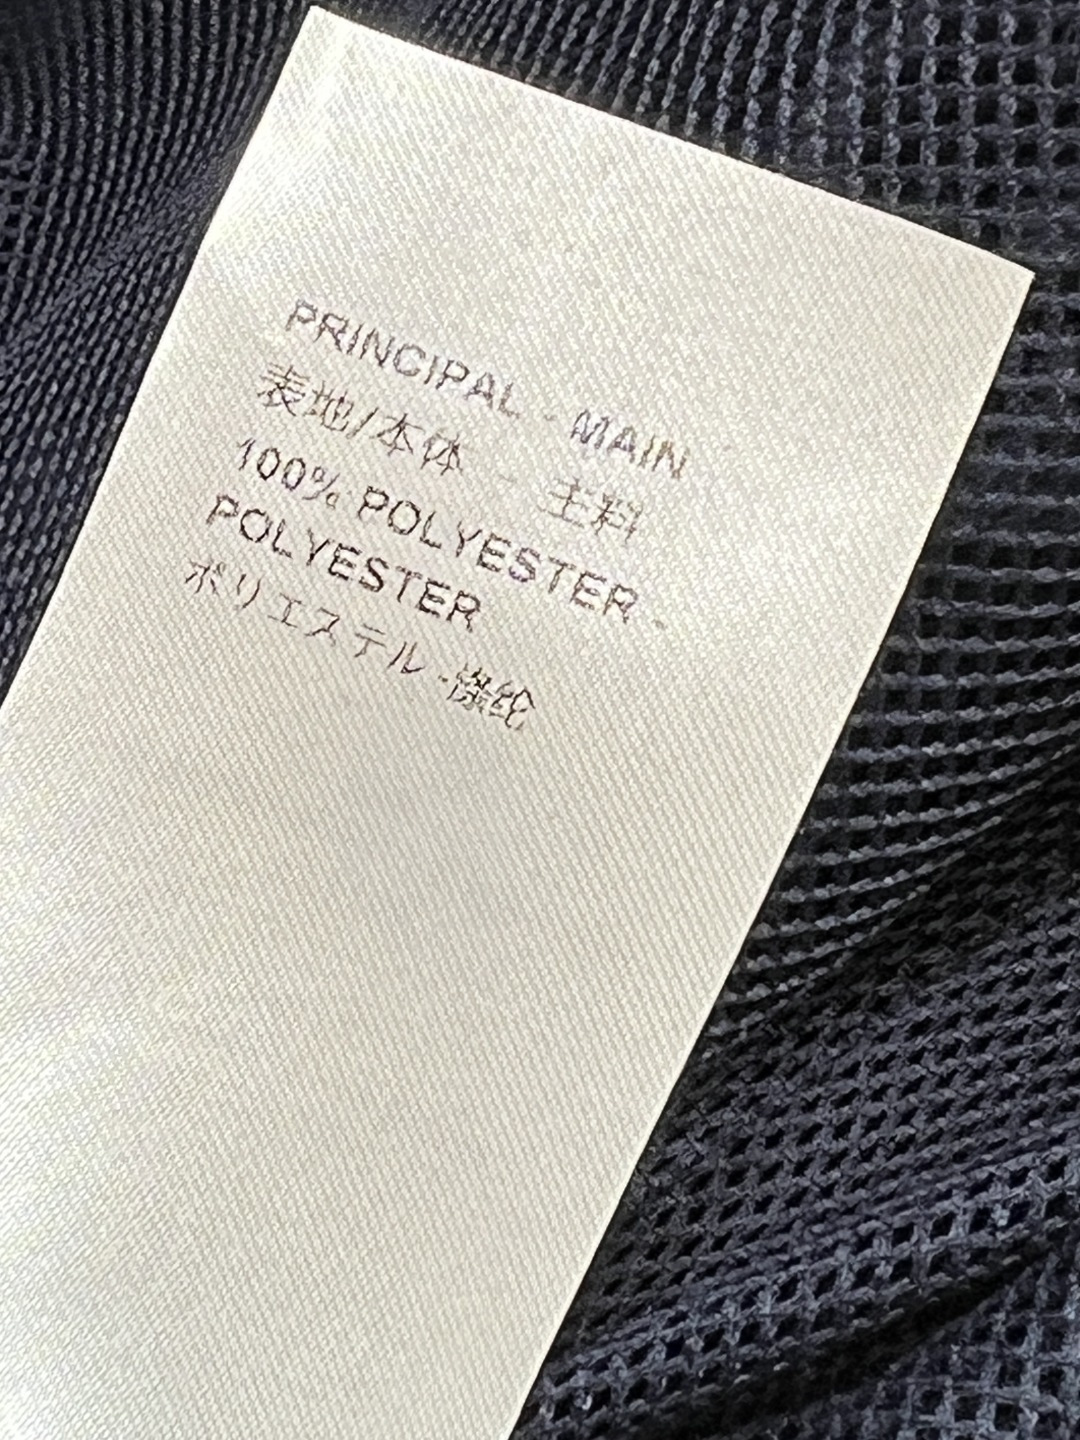 PRINCIPAL - MAIN
表地/本体 - 主料
100% POLYESTER -
POLYESTER
ポリエステル -涤纶